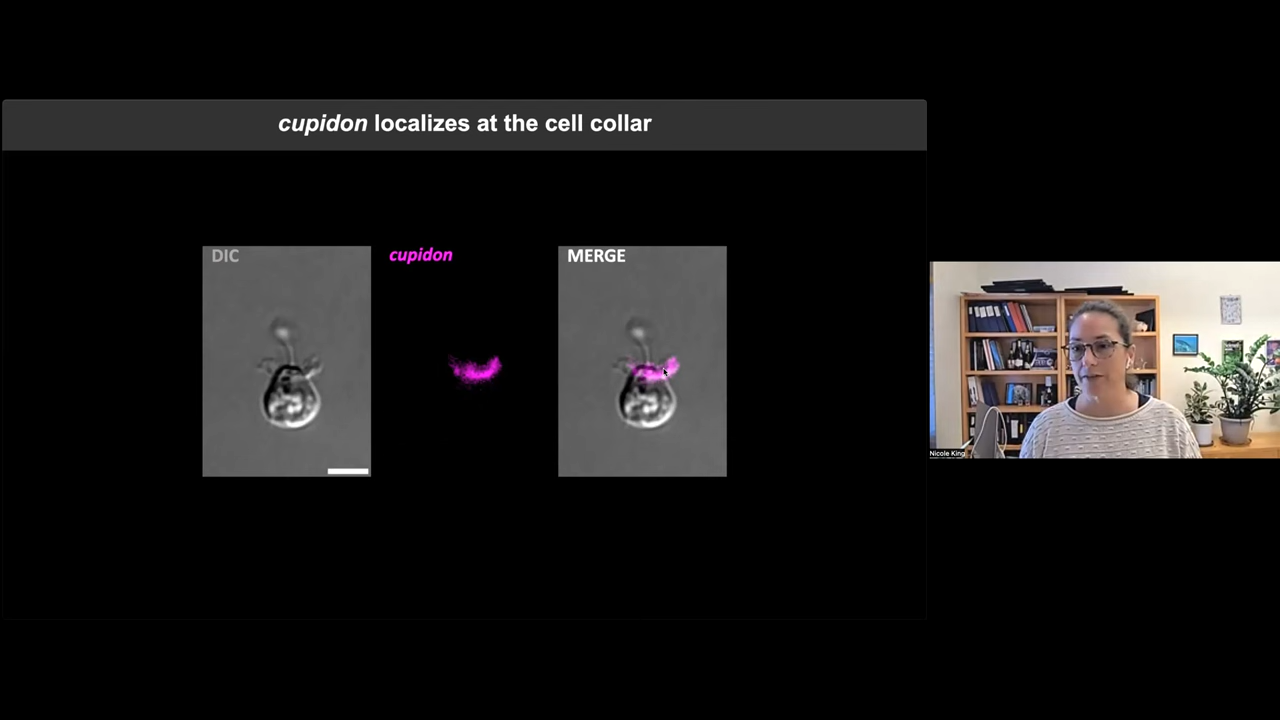 cupidon localizes at the cell collar
DIC
cupidon
MERGE
Nicole King